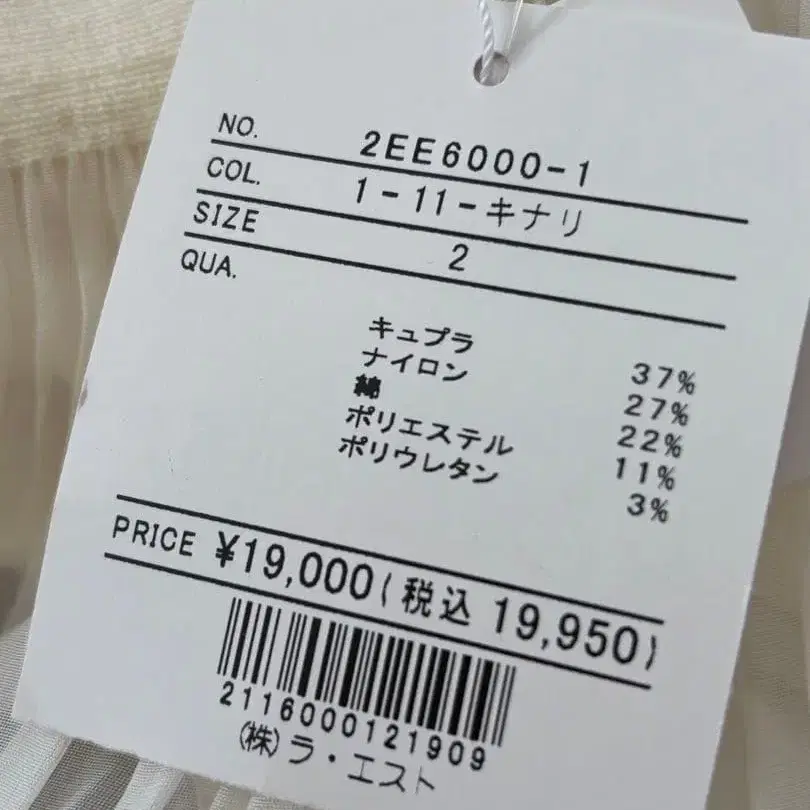 NO. 2EE6000-1
COL. 1-11-キナリ
SIZE 2
QUA.
キュプラ 37%
ナイロン 27%
綿 22%
ポリエステル 11%
ポリウレタン 3%
PRICE ¥19,000(税込 19,950)
2116000121909
(株)ラ・エスト